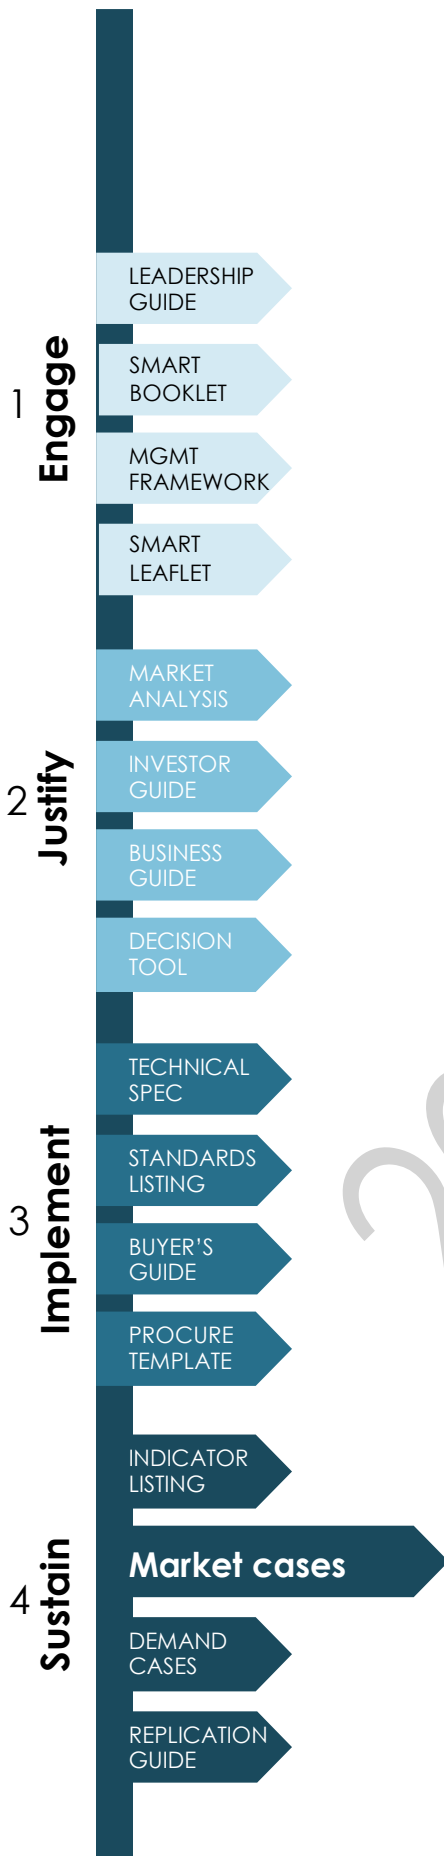 1
Engage
LEADERSHIP
GUIDE
SMART
BOOKLET
MGMT
FRAMEWORK
SMART
LEAFLET
2
Justify
MARKET
ANALYSIS
INVESTOR
GUIDE
BUSINESS
GUIDE
DECISION
TOOL
3
Implement
TECHNICAL
SPEC
STANDARDS
LISTING
BUYER'S
GUIDE
PROCURE
TEMPLATE
4
Sustain
INDICATOR
LISTING
Market cases
DEMAND
CASES
REPLICATION
GUIDE